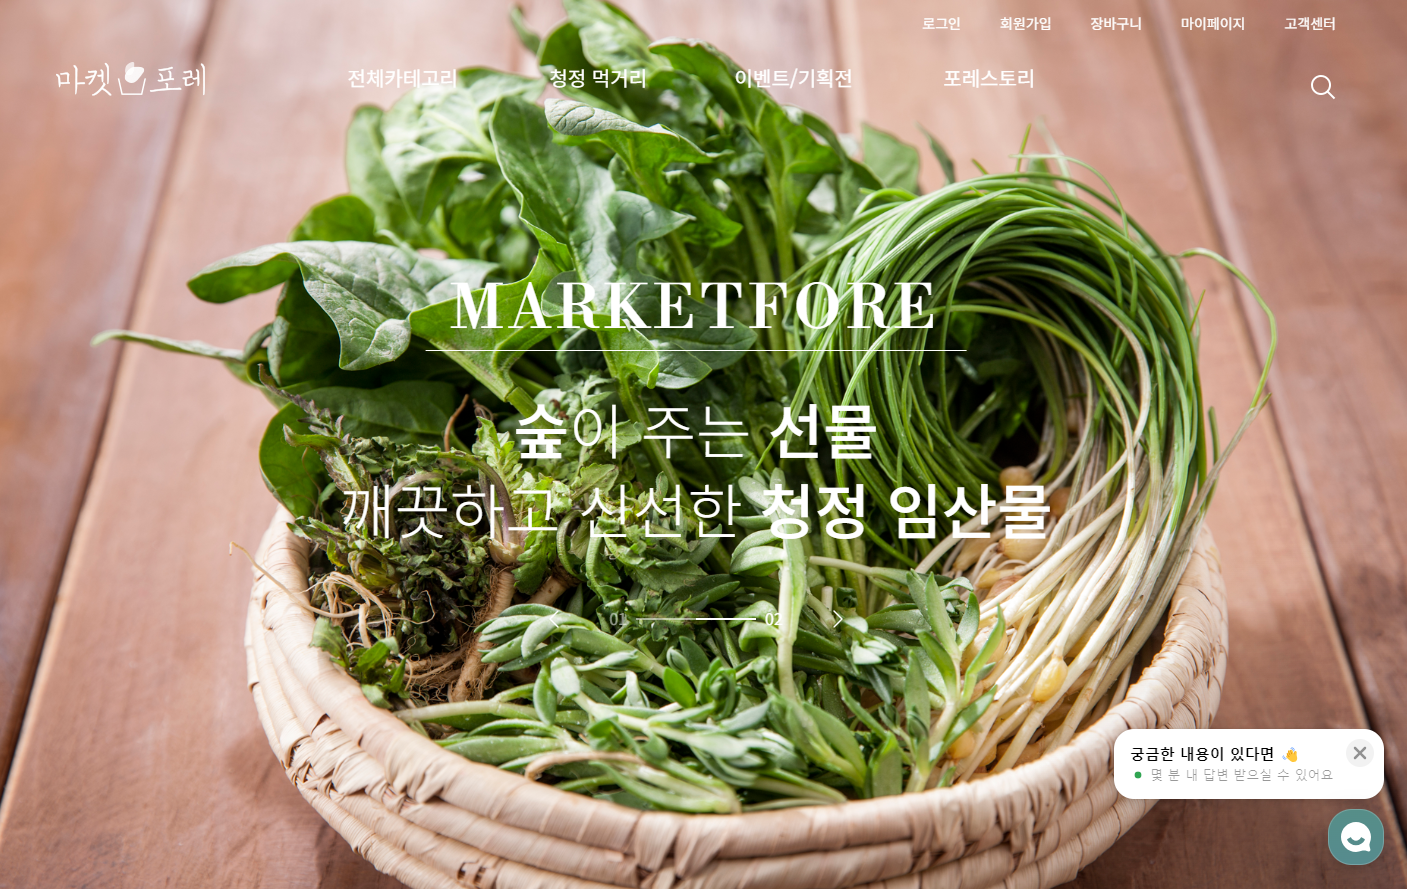 로그인 회원가입 장바구니 마이페이지 고객센터
마켓 포레 전체카테고리 청정 먹거리 이벤트/기획전 포레스토리
MARKETFORE
숲이 주는 선물
깨끗하고 신선한 청정 임산물
01 02
궁금한 내용이 있다면 👋
몇 분 내 답변 받으실 수 있어요